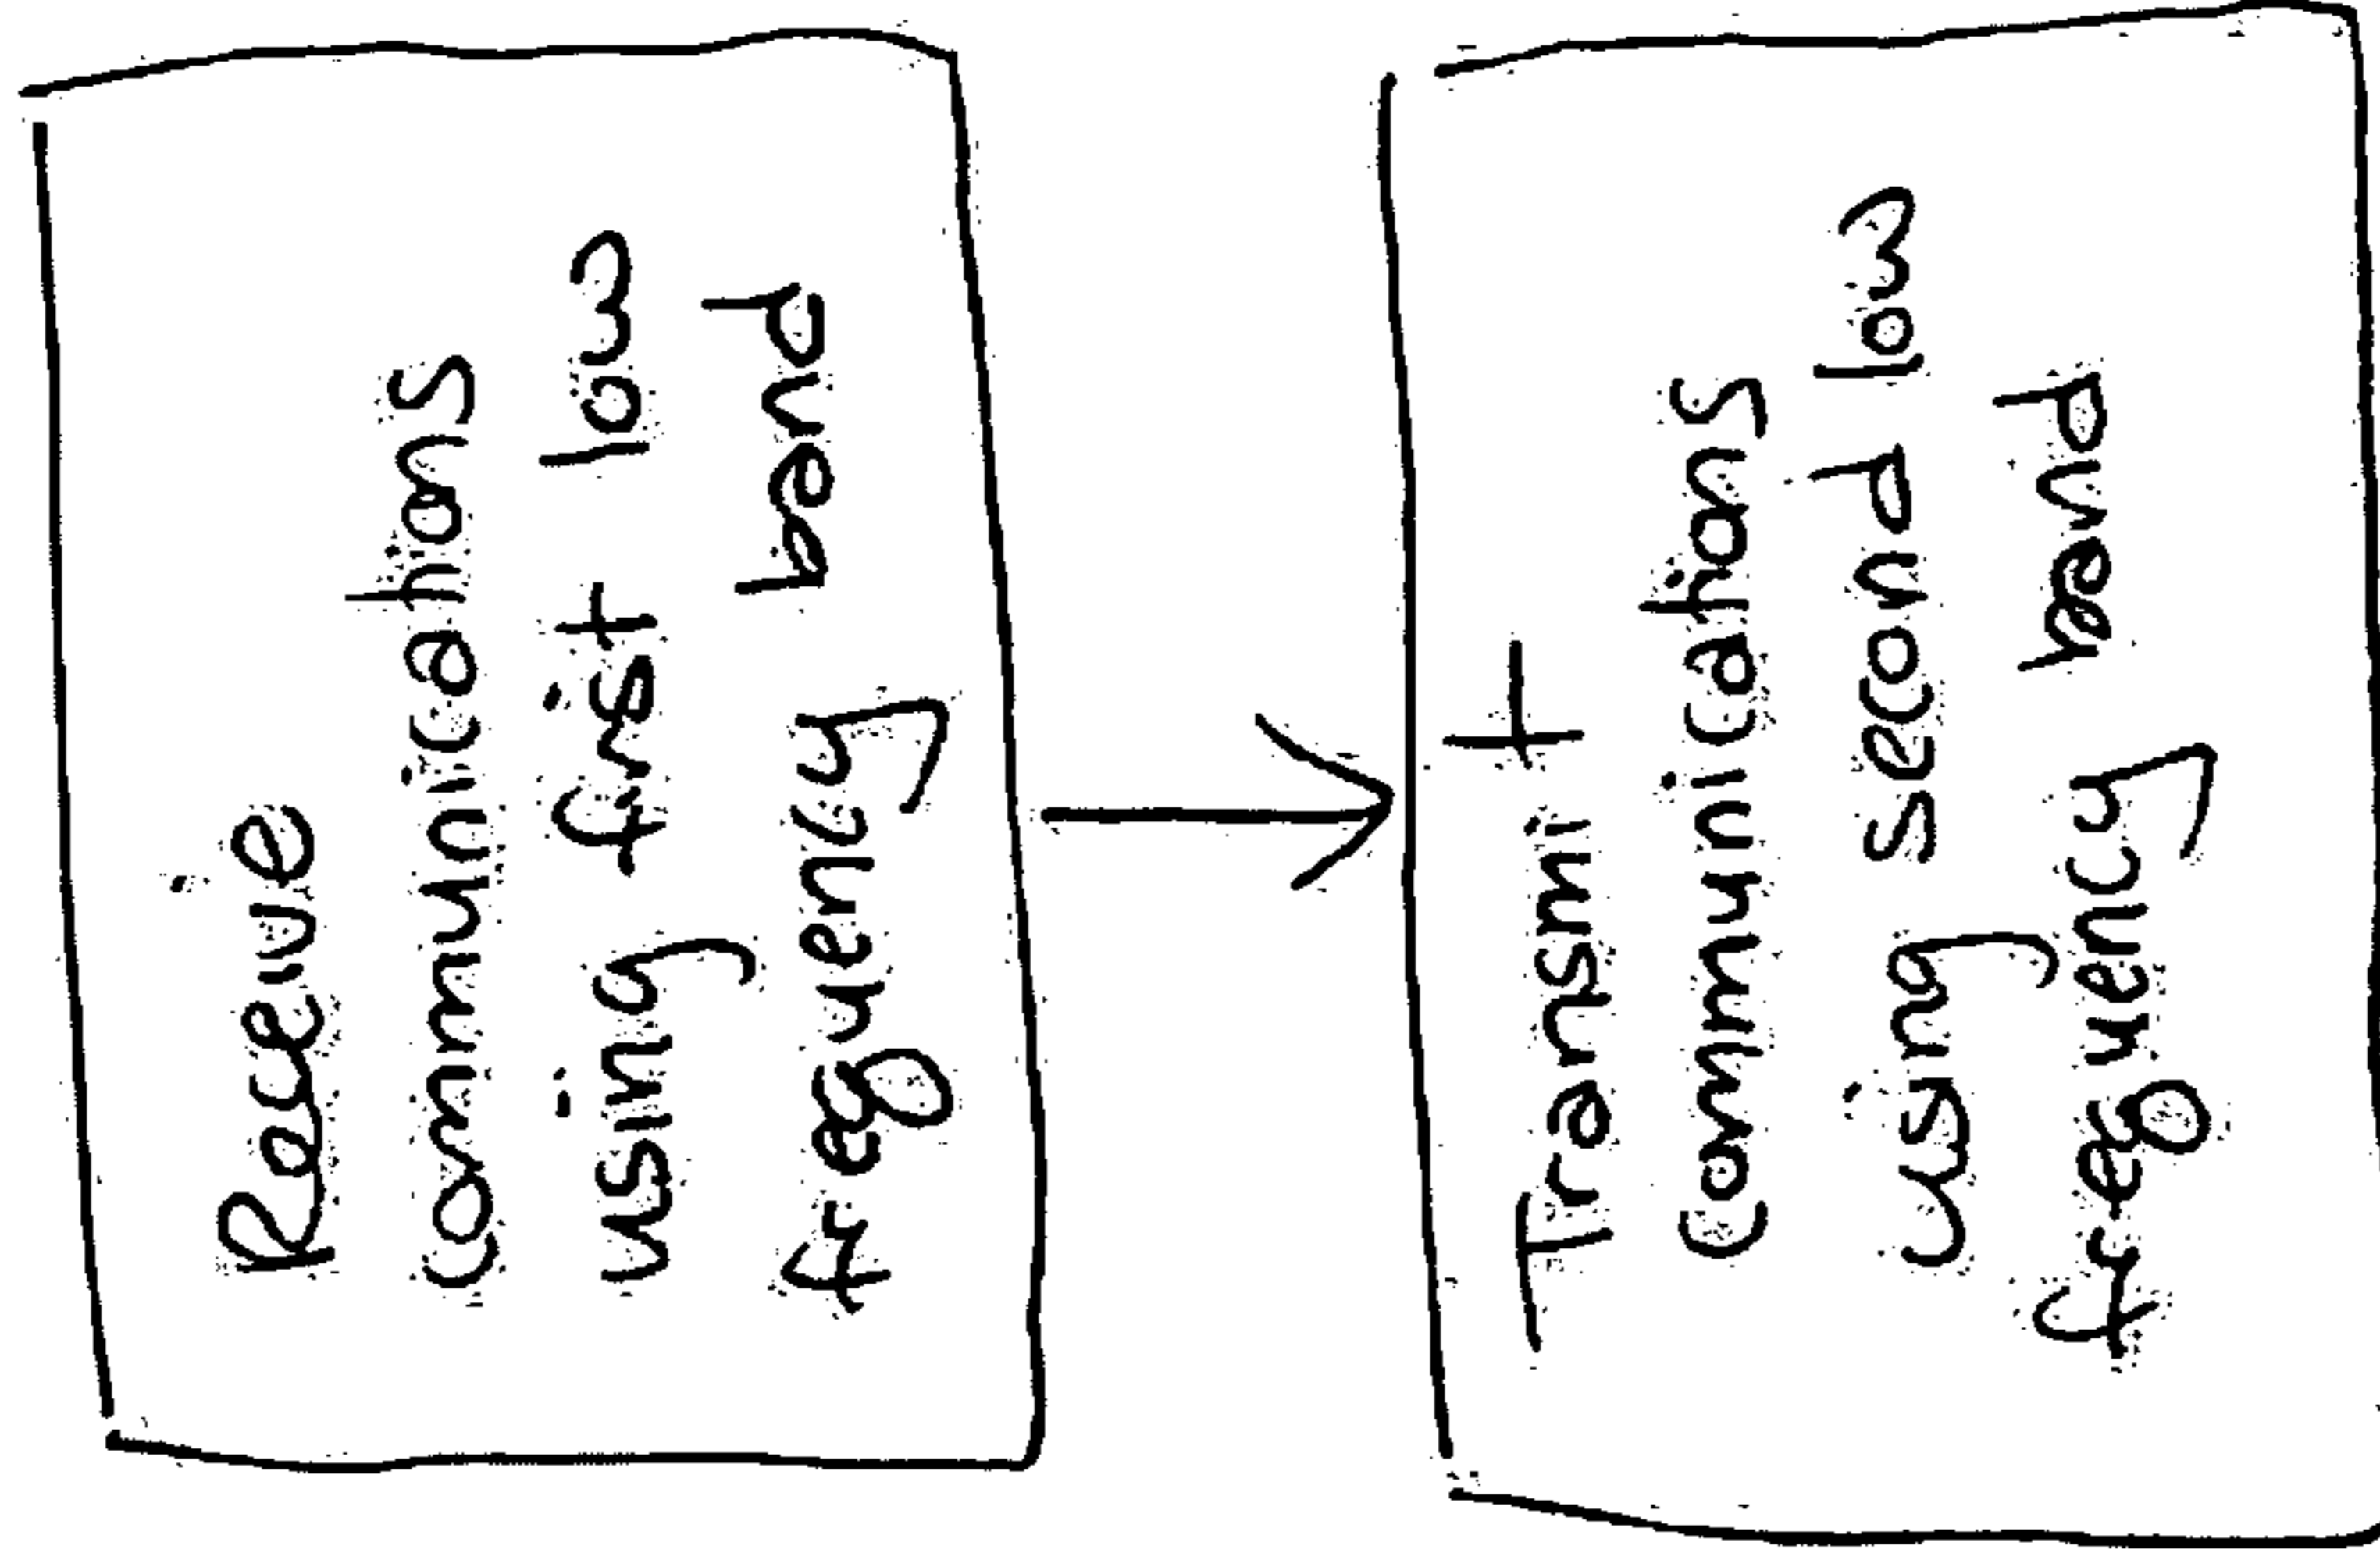 Receive
communications
using first low
frequency band
Transmit
communications
using second low
frequency band